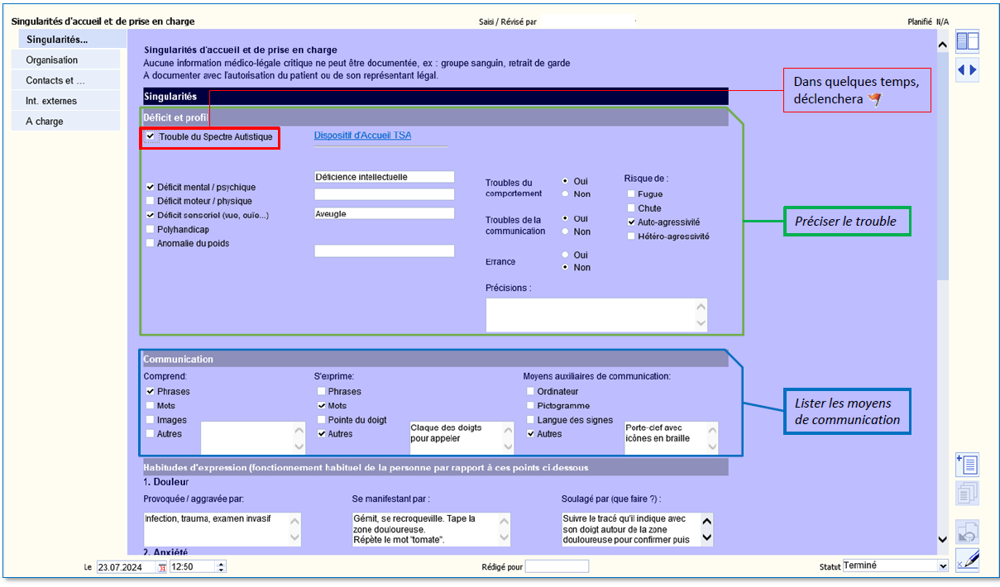 Singularités d'accueil et de prise en charge
Saisi / Révisé par
Planifié N/A
Singularités...
Organisation
Contacts et ...
Int. externes
A charge
Singularités d'accueil et de prise en charge
Aucune information médico-légale critique ne peut être documentée, ex : groupe sanguin, retrait de garde
A documenter avec l'autorisation du patient ou de son représentant légal.
Singularités
Dans quelques temps,
déclenchera
Déficit et profil
Trouble du Spectre Autistique
Dispositif d'Accueil TSA
Déficit mental / psychique
Déficit moteur / physique
Déficit sensoriel (vue, ouïe...)
Polyhandicap
Anomalie du poids
Déficience intellectuelle
Aveugle
Troubles du
comportement
Oui
Non
Troubles de la
communication
Oui
Non
Errance
Oui
Non
Risque de :
Fugue
Chute
Auto-agressivité
Hétéro-agressivité
Précisions :
Préciser le trouble
Communication
Comprend:
Phrases
Mots
Images
Autres
S'exprime:
Phrases
Mots
Pointe du doigt
Autres
Claque des doigts
pour appeler
Moyens auxiliaires de communication:
Ordinateur
Pictogramme
Langue des signes
Autres
Porte-clef avec
icônes en braille
Lister les moyens
de communication
Habitudes d'expression (fonctionnement habituel de la personne par rapport à ces points ci-dessous
1. Douleur
Provoquée / aggravée par:
Infection, trauma, examen invasif
Se manifestant par :
Gémit, se recroqueville. Tape la
zone douloureuse.
Répète le mot "tomate".
Soulagé par (que faire ?) :
Suivre le tracé qu'il indique avec
son doigt autour de la zone
douloureuse pour confirmer puis
2. Anxiété
Le 23.07.2024 31 12:50
Rédigé pour
Statut Terminé